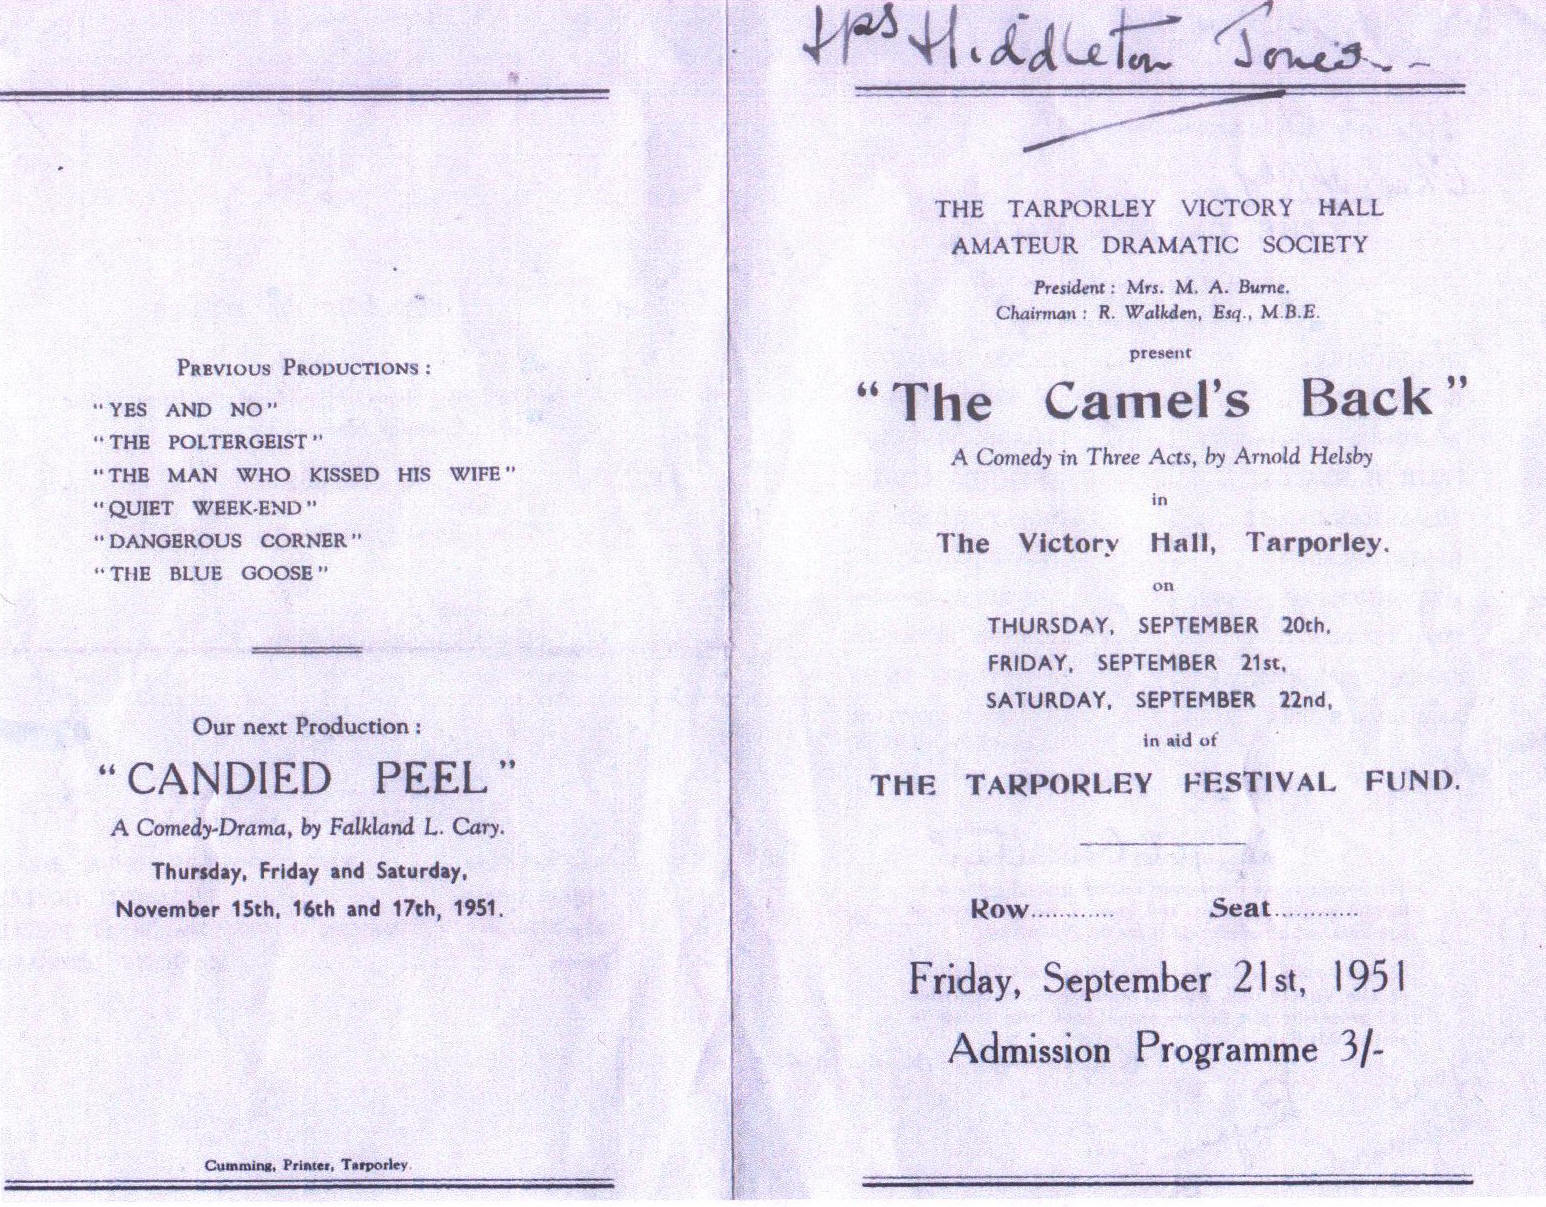 PREVIOUS PRODUCTIONS :
"YES AND NO"
"THE POLTERGEIST"
"THE MAN WHO KISSED HIS WIFE"
"QUIET WEEK-END"
"DANGEROUS CORNER"
"THE BLUE GOOSE"
Our next Production :
"CANDIED PEEL"
A Comedy-Drama, by Falkland L. Cary.
Thursday, Friday and Saturday,
November 15th, 16th and 17th, 1951.
Cumming, Printer, Tarporley.
Mrs Middleton Jones
THE TARPORLEY VICTORY HALL
AMATEUR DRAMATIC SOCIETY
President : Mrs. M. A. Burne.
Chairman : R. Walkden, Esq., M.B.E.
present
"The Camel's Back"
A Comedy in Three Acts, by Arnold Helsby
in
The Victory Hall, Tarporley.
on
THURSDAY, SEPTEMBER 20th,
FRIDAY, SEPTEMBER 21st,
SATURDAY, SEPTEMBER 22nd,
in aid of
THE TARPORLEY FESTIVAL FUND.
Row............ Seat............
Friday, September 21st, 1951
Admission Programme 3/-